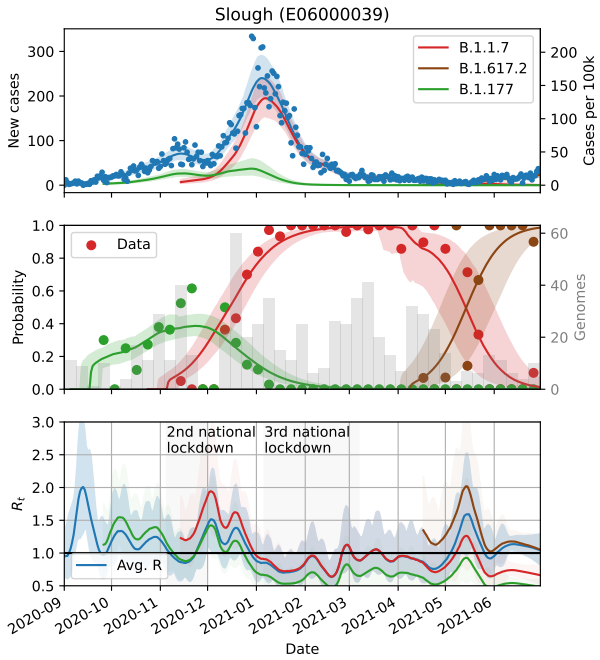 Slough (E06000039)
300
200
100
0
New cases
200
150
100
50
0
Cases per 100k
B.1.1.7
B.1.617.2
B.1.177
1.0
0.8
0.6
0.4
0.2
0.0
Probability
Data
60
40
20
0
Genomes
3.0
2.5
2.0
1.5
1.0
0.5
R_t
2nd national
lockdown
3rd national
lockdown
Avg. R
2020-09
2020-10
2020-11
2020-12
2021-01
2021-02
2021-03
2021-04
2021-05
2021-06
Date